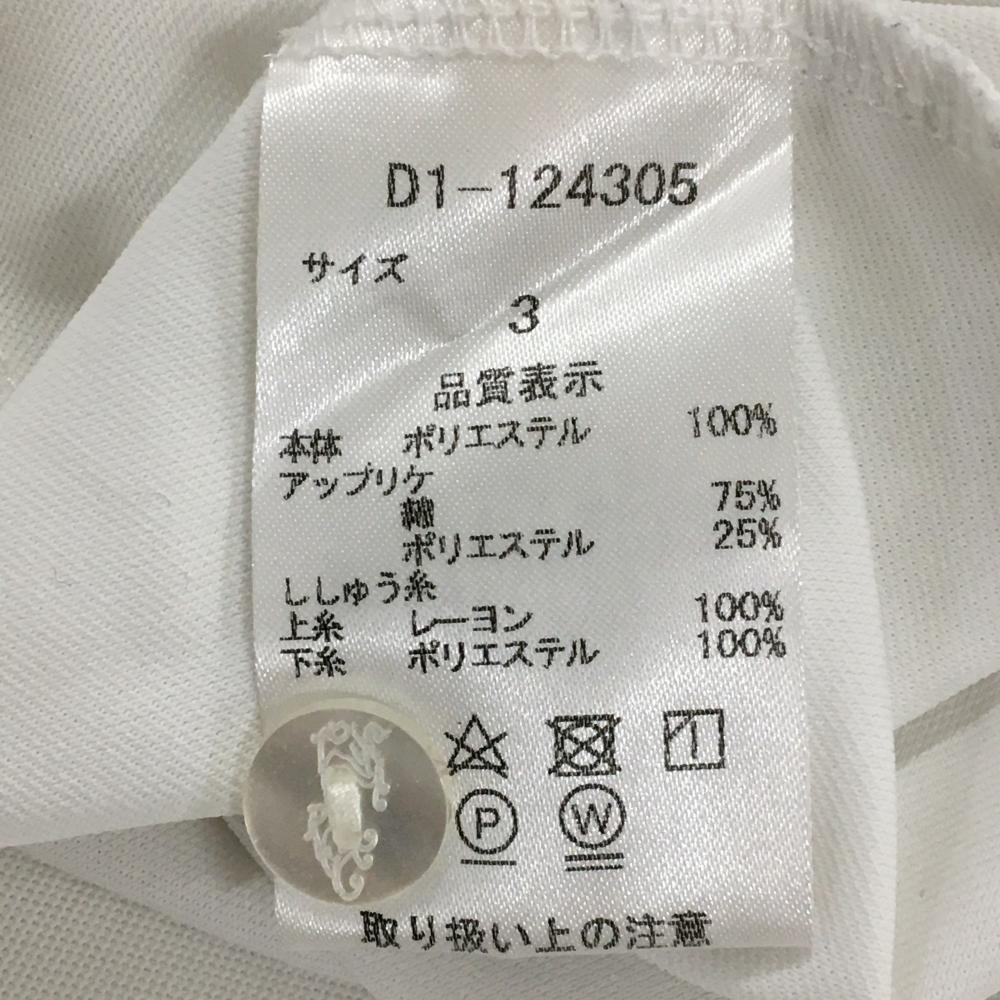 D1-124305
サイズ
3
品質表示
本体 ポリエステル 100%
アップリケ
綿 75%
ポリエステル 25%
ししゅう糸
上糸 レーヨン 100%
下糸 ポリエステル 100%
P W
取り扱い上の注意